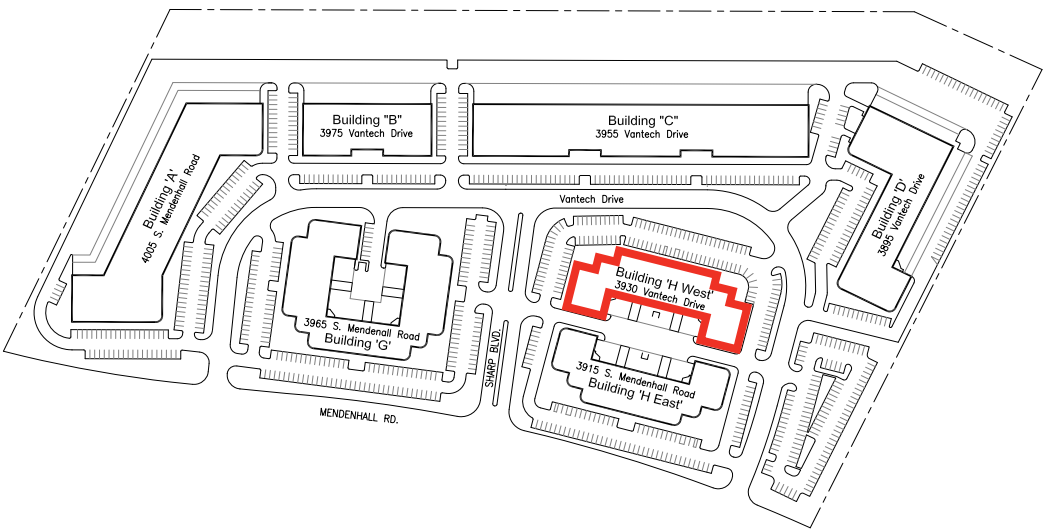 Building "B"
3975 Vantech Drive
Building "C"
3955 Vantech Drive
Building 'A'
4005 S. Mendenhall Road
Building 'D'
3895 Vantech Drive
Vantech Drive
Building 'H West'
3930 Vantech Drive
3965 S. Mendenall Road
Building 'G'
SHARP BLVD.
3915 S. Mendenhall Road
Building 'H East'
MENDENHALL RD.